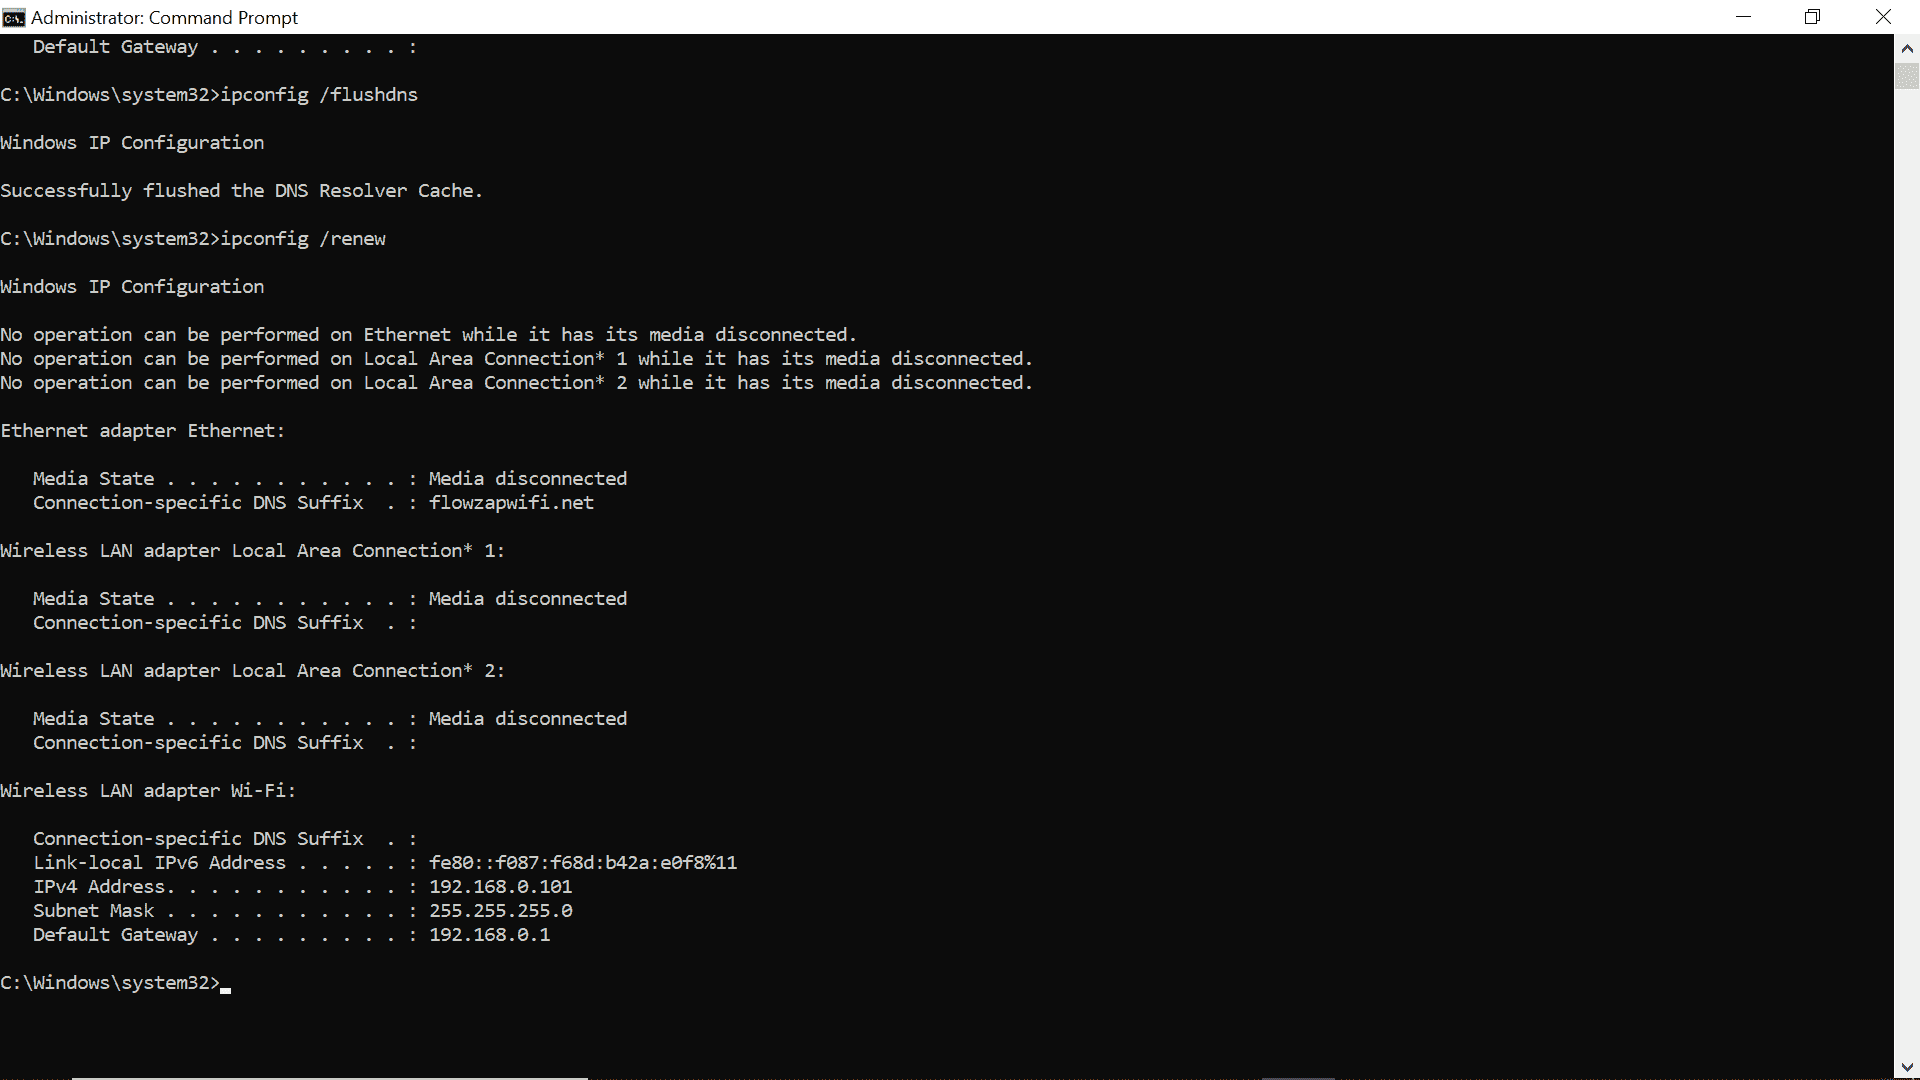 Administrator: Command Prompt
Default Gateway . . . . . . . . . :
C:\Windows\system32>ipconfig /flushdns
Windows IP Configuration
Successfully flushed the DNS Resolver Cache.
C:\Windows\system32>ipconfig /renew
Windows IP Configuration
No operation can be performed on Ethernet while it has its media disconnected.
No operation can be performed on Local Area Connection* 1 while it has its media disconnected.
No operation can be performed on Local Area Connection* 2 while it has its media disconnected.
Ethernet adapter Ethernet:
Media State . . . . . . . . . . . : Media disconnected
Connection-specific DNS Suffix  . : flowzapwifi.net
Wireless LAN adapter Local Area Connection* 1:
Media State . . . . . . . . . . . : Media disconnected
Connection-specific DNS Suffix  . :
Wireless LAN adapter Local Area Connection* 2:
Media State . . . . . . . . . . . : Media disconnected
Connection-specific DNS Suffix  . :
Wireless LAN adapter Wi-Fi:
Connection-specific DNS Suffix  . :
Link-local IPv6 Address . . . . . : fe80::f087:f68d:b42a:e0f8%11
IPv4 Address. . . . . . . . . . . : 192.168.0.101
Subnet Mask . . . . . . . . . . . : 255.255.255.0
Default Gateway . . . . . . . . . : 192.168.0.1
C:\Windows\system32>